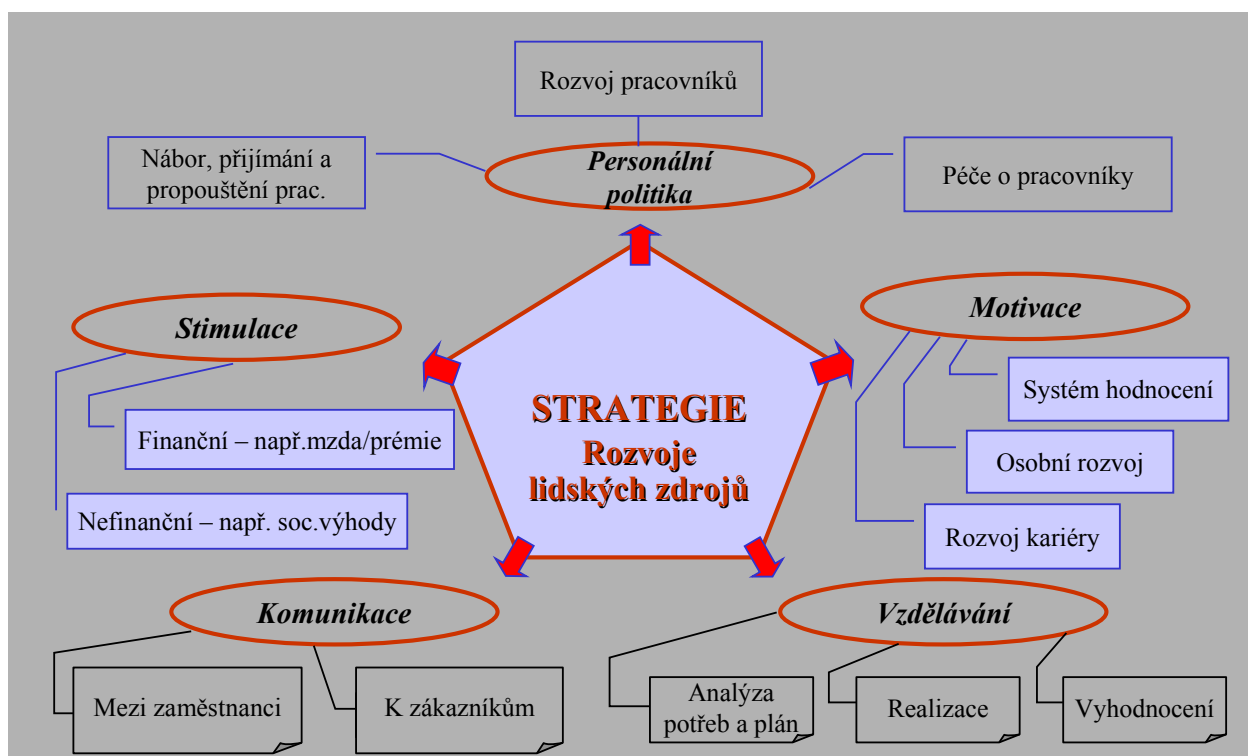 Rozvoj pracovníků
Nábor, přijímání a
propouštění prac.
Personální
politika
Péče o pracovníky
Stimulace
Motivace
Systém hodnocení
Finanční – např.mzda/prémie
Osobní rozvoj
Nefinanční – např. soc.výhody
Rozvoj kariéry
STRATEGIE
Rozvoje
lidských zdrojů
Komunikace
Vzdělávání
Mezi zaměstnanci
K zákazníkům
Analýza
potřeb a plán
Realizace
Vyhodnocení